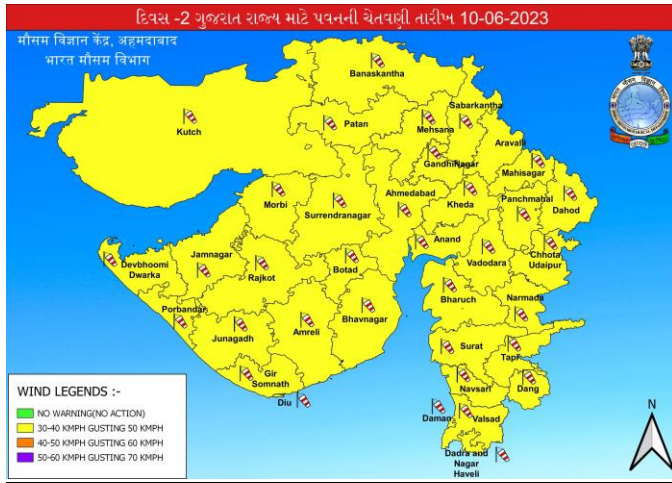 દિવસ -2 ગુજરાત રાજ્ય માટે પવનની ચેતવણી તારીખ 10-06-2023
मौसम विज्ञान केंद्र, अहमदाबाद
भारत मौसम विभाग
Banaskantha
Kutch
Patan
Mehsana
Sabarkantha
Gandhinagar
Aravalli
Mahisagar
Morbi
Surrendranagar
Ahmedabad
Kheda
Panchmahal
Dahod
Devbhoomi
Dwarka
Jamnagar
Rajkot
Botad
Anand
Vadodara
Chhota
Udaipur
Porbandar
Junagadh
Amreli
Bhavnagar
Bharuch
Narmada
Gir
Somnath
Diu
Surat
Tapi
Navsari
Dang
Daman
Valsad
Dadra and
Nagar
Haveli
WIND LEGENDS :-
NO WARNING(NO ACTION)
30-40 KMPH GUSTING 50 KMPH
40-50 KMPH GUSTING 60 KMPH
50-60 KMPH GUSTING 70 KMPH
N